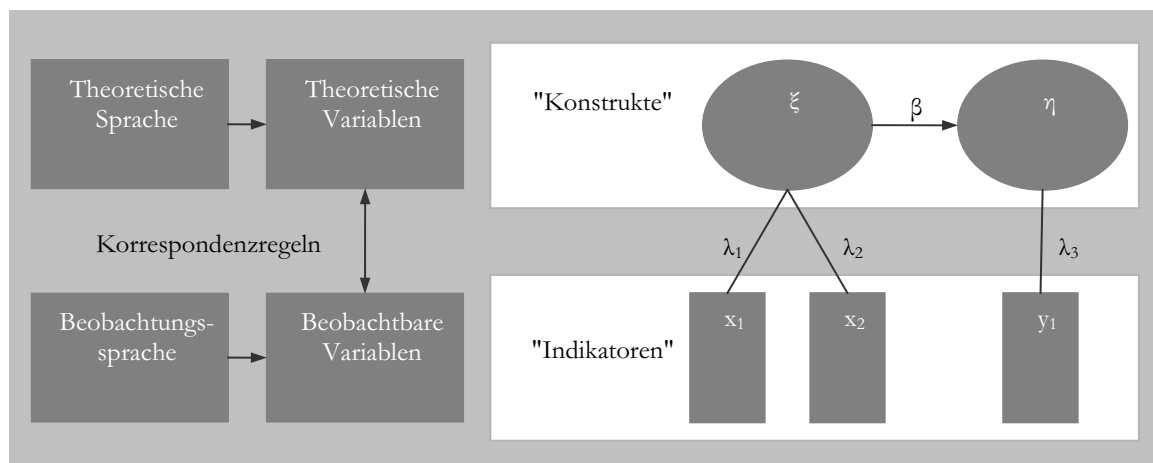 Theoretische
Sprache
Theoretische
Variablen
"Konstrukte"
ξ
β
η
Korrespondenzregeln
λ₁
λ₂
λ₃
Beobachtungs-
sprache
Beobachtbare
Variablen
"Indikatoren"
x₁
x₂
y₁